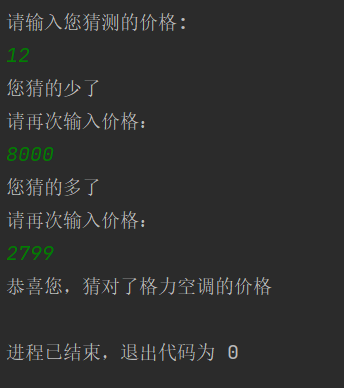 请输入您猜测的价格:
12
您猜的少了
请再次输入价格:
8000
您猜的多了
请再次输入价格:
2799
恭喜您，猜对了格力空调的价格
进程已结束，退出代码为 0